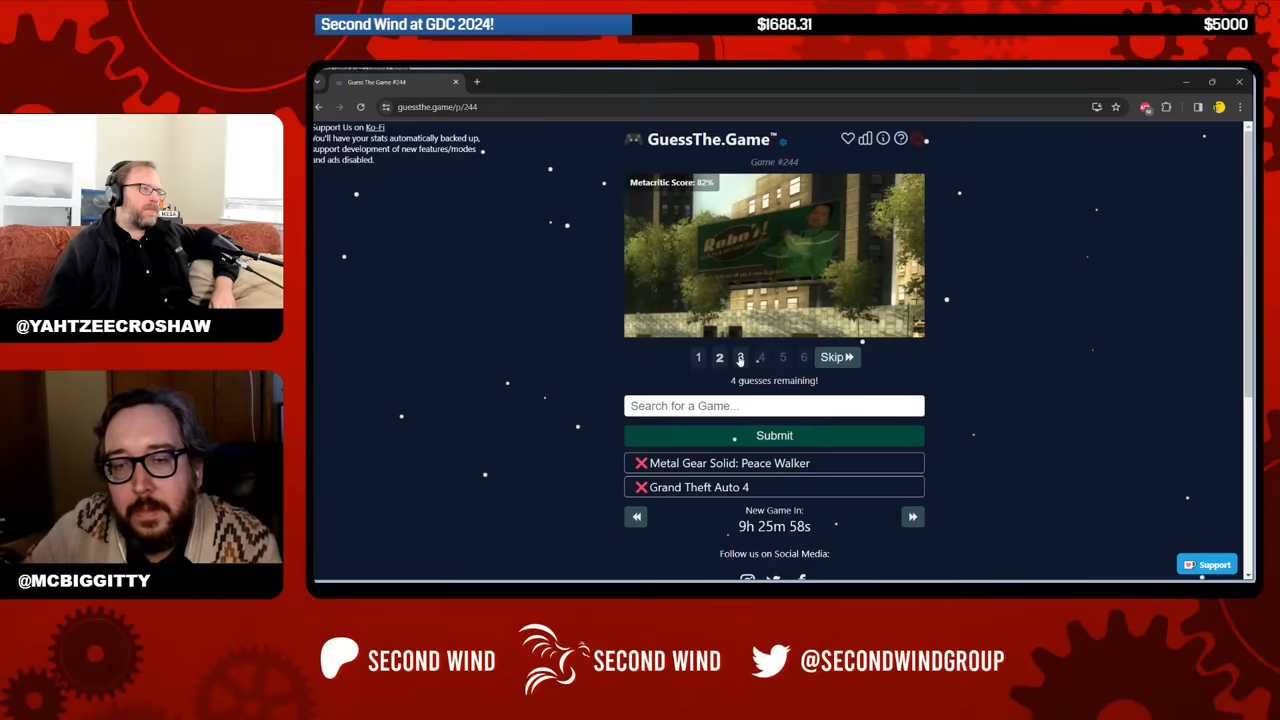 Second Wind at GDC 2024!
$1688.31
$5000
Guess The Game #244
guessthe.game/p/244
Support Us on Ko-Fi
You'll have your stats automatically backed up,
support development of new features/modes
and ads disabled.
GuessThe.Game™
Game #244
Metacritic Score: 82%
Robo's!
1 2 3 4 5 6 Skip
4 guesses remaining!
Search for a Game...
Submit
Metal Gear Solid: Peace Walker
Grand Theft Auto 4
New Game In:
9h 25m 58s
Follow us on Social Media:
Support
@YAHTZEECROSHAW
@MCBIGGITTY
SECOND WIND
SECOND WIND
@SECONDWINDGROUP